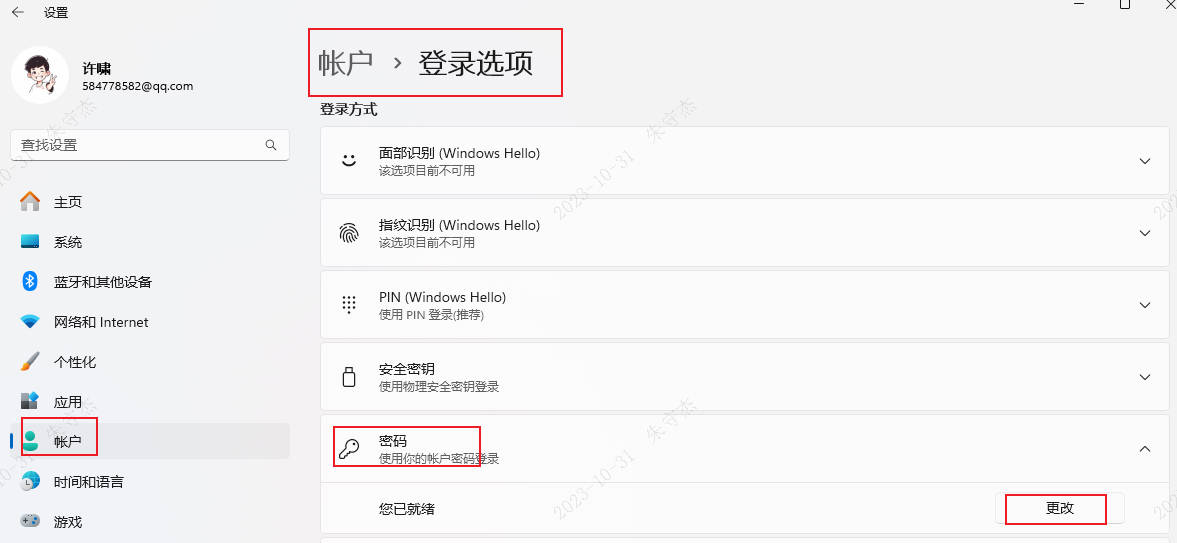 设置
许啸
584778582@qq.com
查找设置
主页
系统
蓝牙和其他设备
网络和 Internet
个性化
应用
帐户
时间和语言
游戏
帐户 › 登录选项
登录方式
面部识别 (Windows Hello)
该选项目前不可用
指纹识别 (Windows Hello)
该选项目前不可用
PIN (Windows Hello)
使用 PIN 登录(推荐)
安全密钥
使用物理安全密钥登录
密码
使用你的帐户密码登录
您已就绪
更改
朱守杰
朱守杰
2023-10-31
朱守杰
朱守杰
2023-10-31